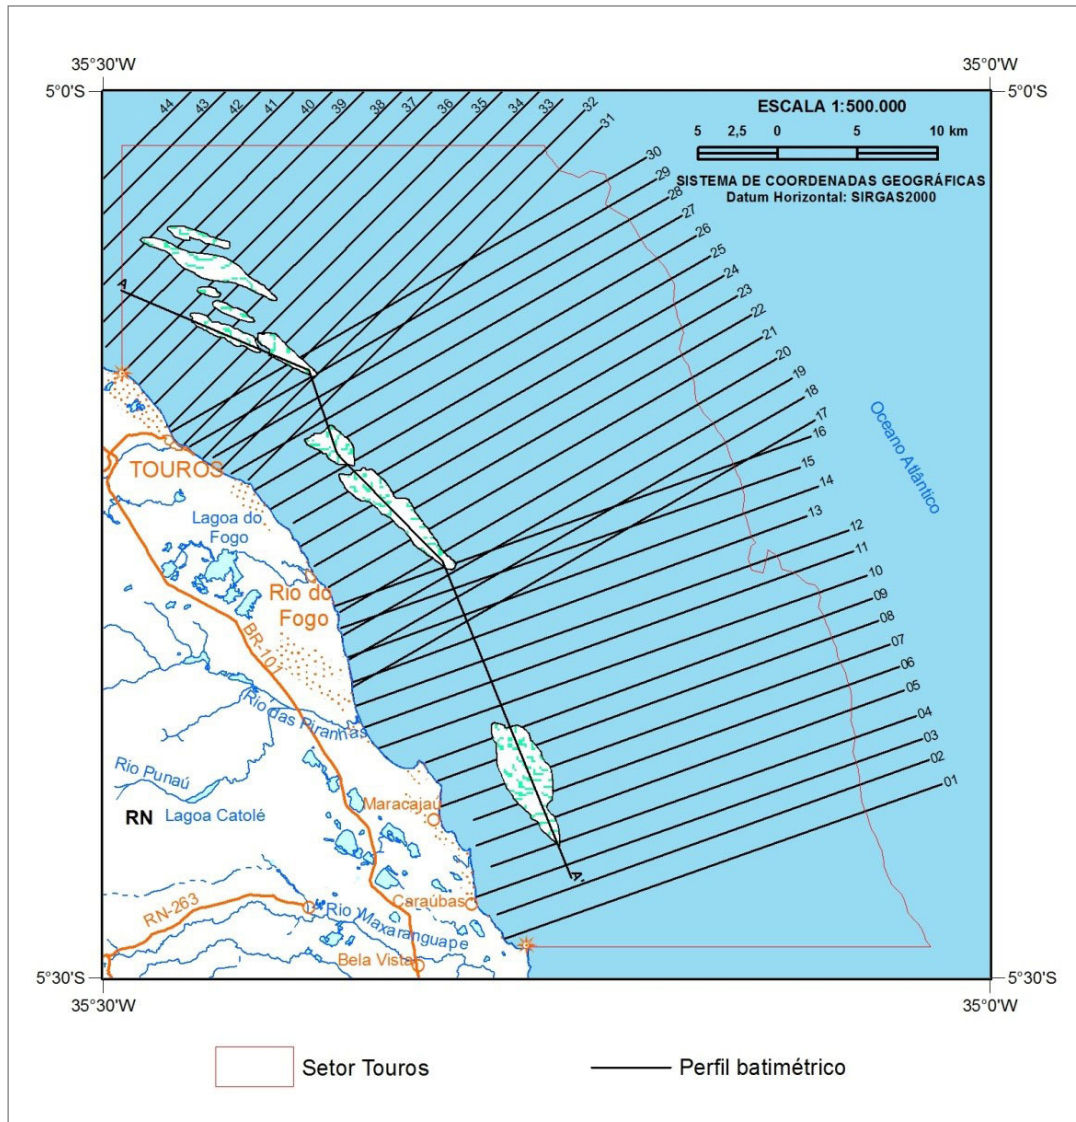 35°30'W
35°0'W
5°0'S
5°0'S
44
43
42
41
40
39
38
37
36
35
34
33
32
31
30
29
28
27
26
25
24
23
22
21
20
19
18
17
16
15
14
13
12
11
10
09
08
07
06
05
04
03
02
01
ESCALA 1:500.000
5 2,5 0 5 10 km
SISTEMA DE COORDENADAS GEOGRÁFICAS
Datum Horizontal: SIRGAS2000
A
Oceano Atlântico
TOUROS
Lagoa do
Fogo
Rio do
Fogo
BR-101
Rio das Piranhas
Rio Punaú
RN
Lagoa Catolé
Maracajaú
A'
Caraúbas
RN-263
Rio Maxaranguape
Bela Vista
5°30'S
5°30'S
35°30'W
35°0'W
Setor Touros
Perfil batimétrico